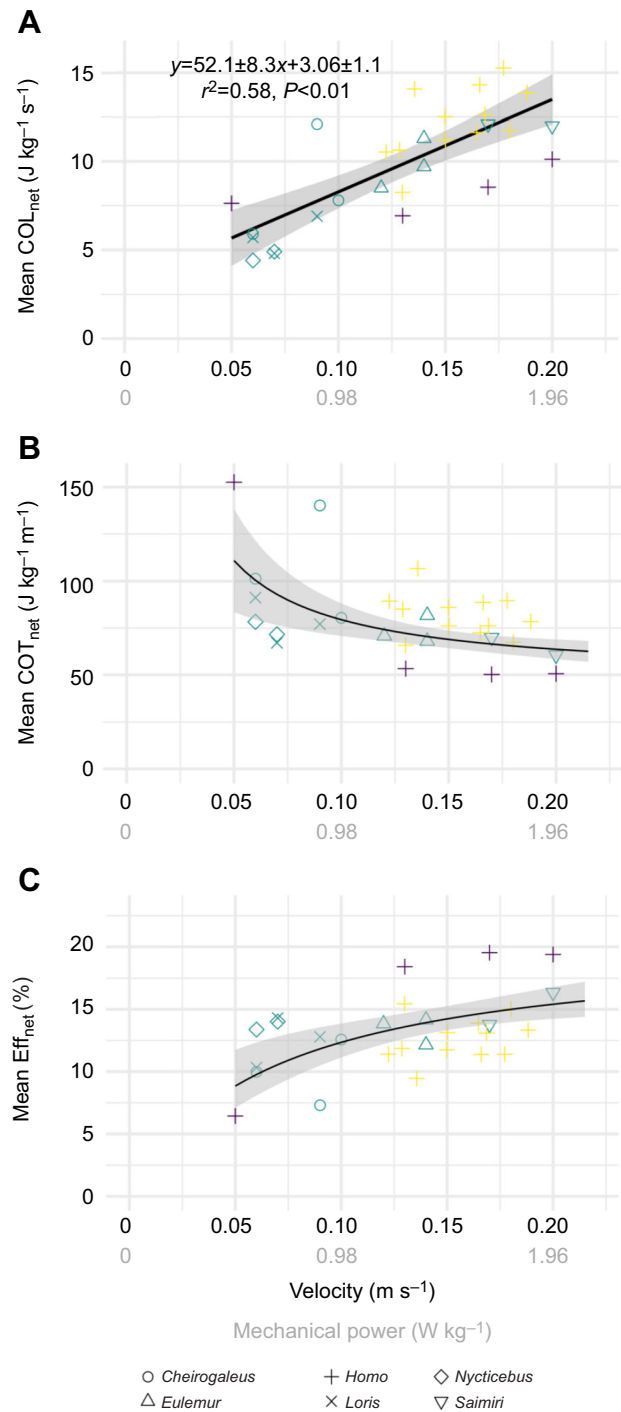 A
y=52.1±8.3x+3.06±1.1
r²=0.58, P<0.01
Mean COLnet (J kg⁻¹ s⁻¹)
15
10
5
0
0 0.05 0.10 0.15 0.20
0 0.98 1.96
B
Mean COTnet (J kg⁻¹ m⁻¹)
150
100
50
0
0 0.05 0.10 0.15 0.20
0 0.98 1.96
C
Mean Effnet (%)
20
15
10
5
0
0 0.05 0.10 0.15 0.20
0 0.98 1.96
Velocity (m s⁻¹)
Mechanical power (W kg⁻¹)
Cheirogaleus Homo Nycticebus
Eulemur Loris Saimiri